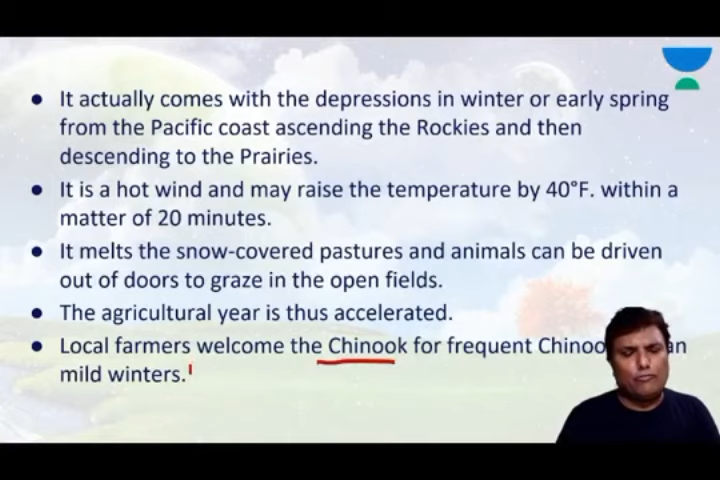 ● It actually comes with the depressions in winter or early spring
from the Pacific coast ascending the Rockies and then
descending to the Prairies.
● It is a hot wind and may raise the temperature by 40°F. within a
matter of 20 minutes.
● It melts the snow-covered pastures and animals can be driven
out of doors to graze in the open fields.
● The agricultural year is thus accelerated.
● Local farmers welcome the Chinook for frequent
mild winters.